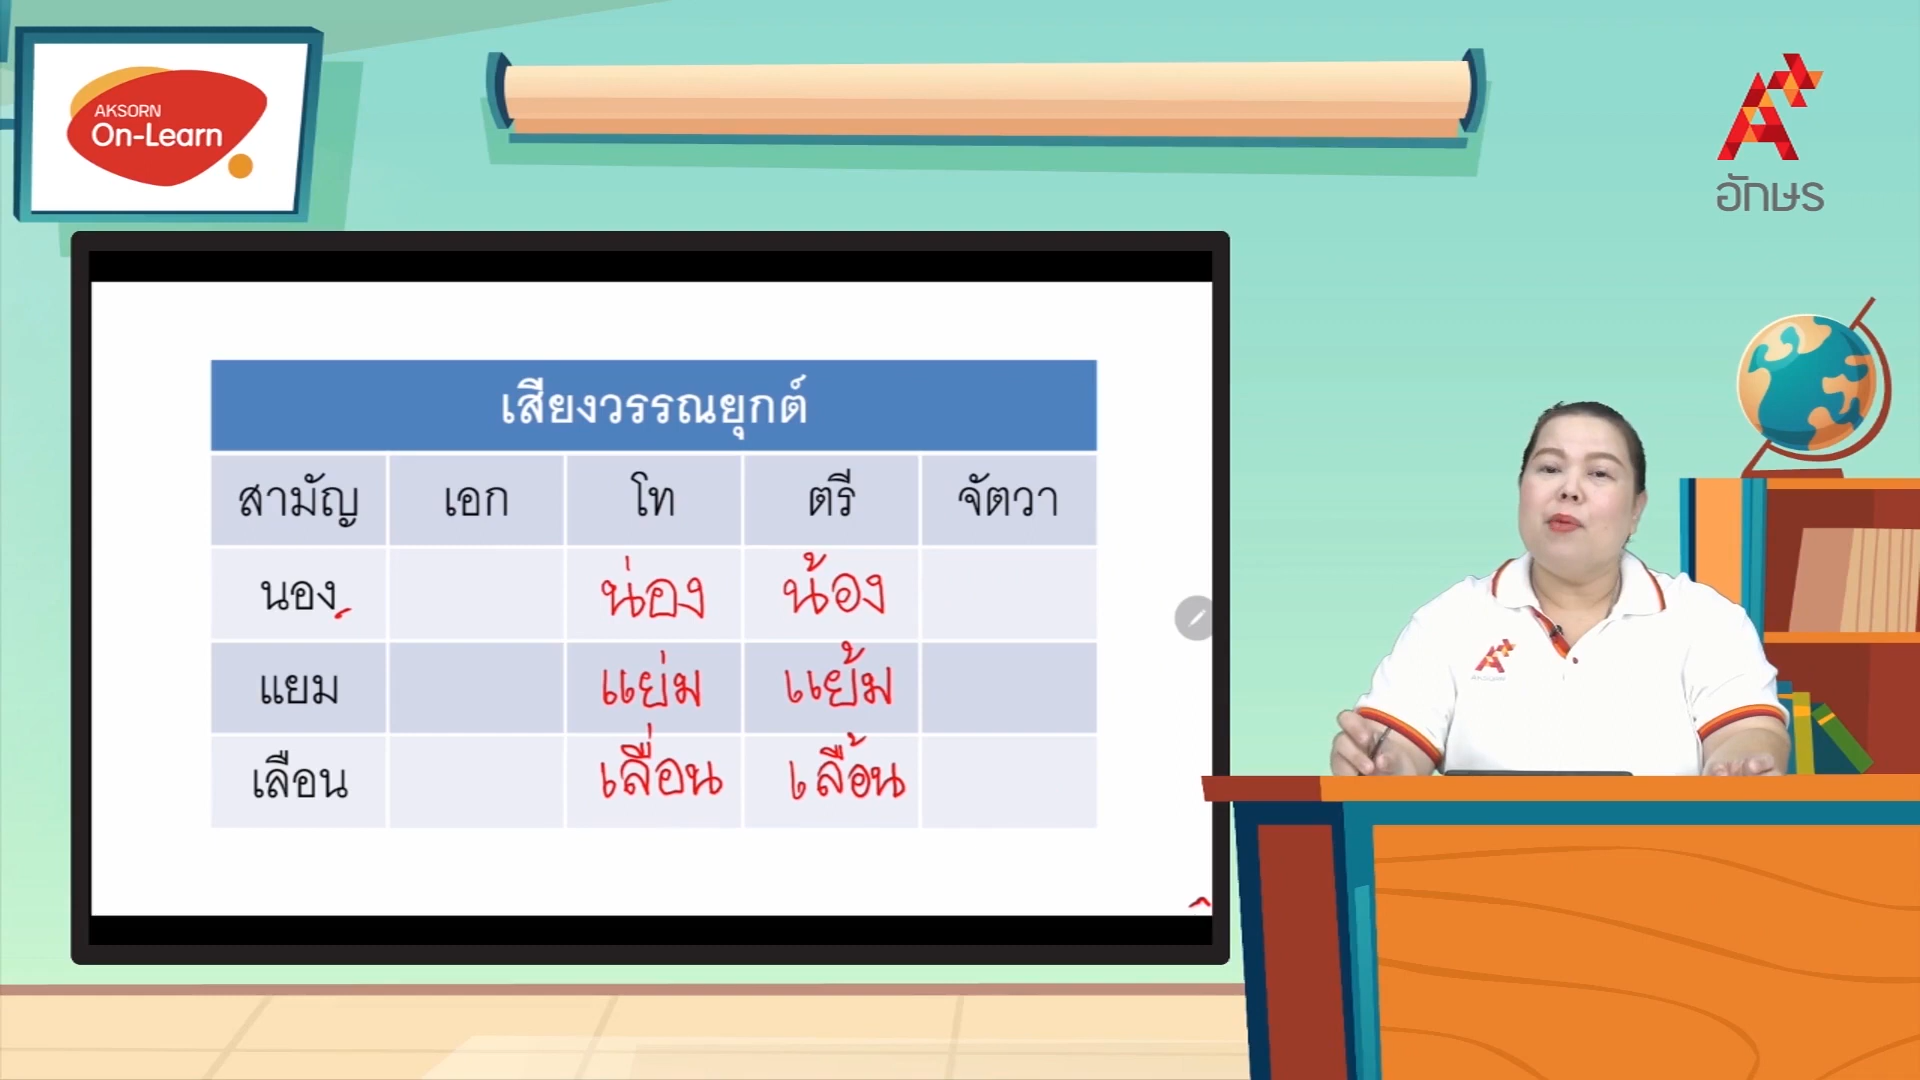 AKSORN
On-Learn
อักษร
เสียงวรรณยุกต์
สามัญ เอก โท ตรี จัตวา
นอง น่อง น้อง
แยม แย่ม แย้ม
เลือน เลื่อน เลื้อน